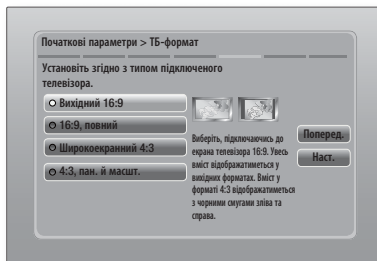 Початкові параметри > ТБ-формат
Установіть згідно з типом підключеного
телевізора.
Вихідний 16:9
16:9, повний
Широкоекранний 4:3
4:3, пан. й масшт.
Виберіть, підключаючись до
екрана телевізора 16:9. Увесь
вміст відображатиметься у
вихідних форматах. Вміст у
форматі 4:3 відображатиметься
з чорними смугами зліва та
справа.
Поперед.
Наст.